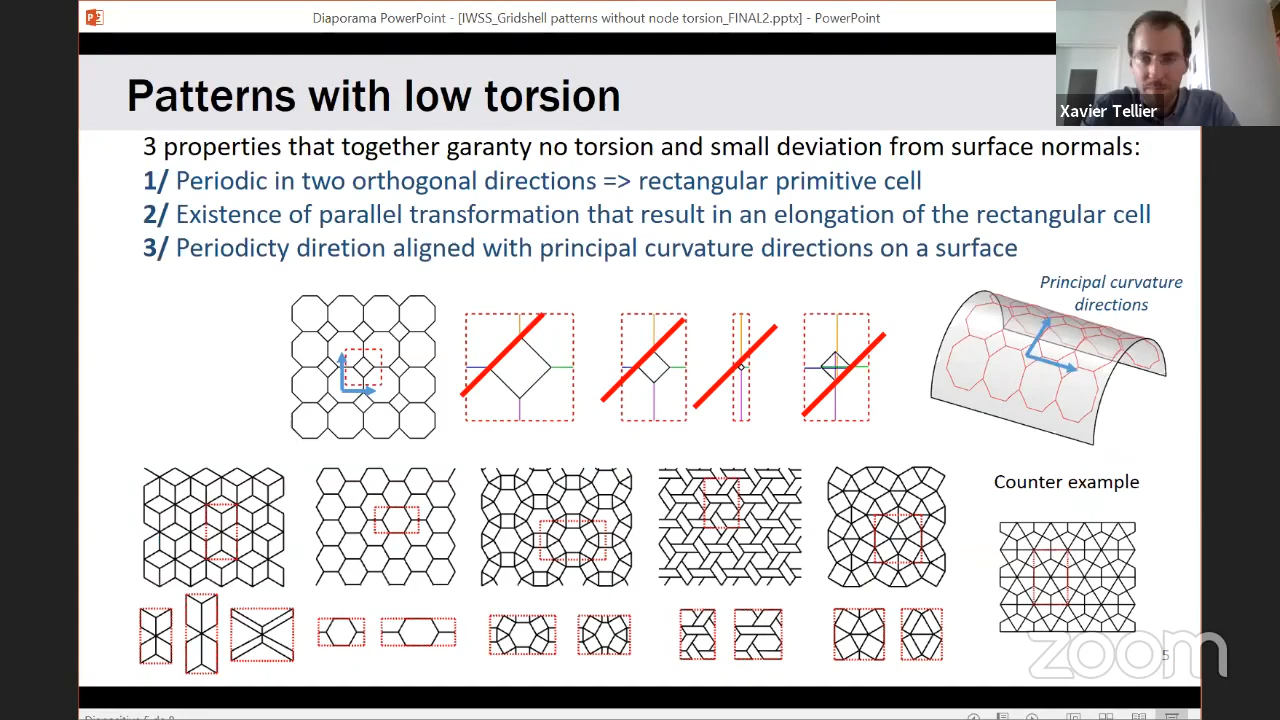 Diaporama PowerPoint - [IWSS_Gridshell patterns without node torsion_FINAL2.pptx] - PowerPoint
Xavier Tellier
Patterns with low torsion
3 properties that together garanty no torsion and small deviation from surface normals:
1/ Periodic in two orthogonal directions => rectangular primitive cell
2/ Existence of parallel transformation that result in an elongation of the rectangular cell
3/ Periodicty diretion aligned with principal curvature directions on a surface
Principal curvature
directions
Counter example
zoom
5